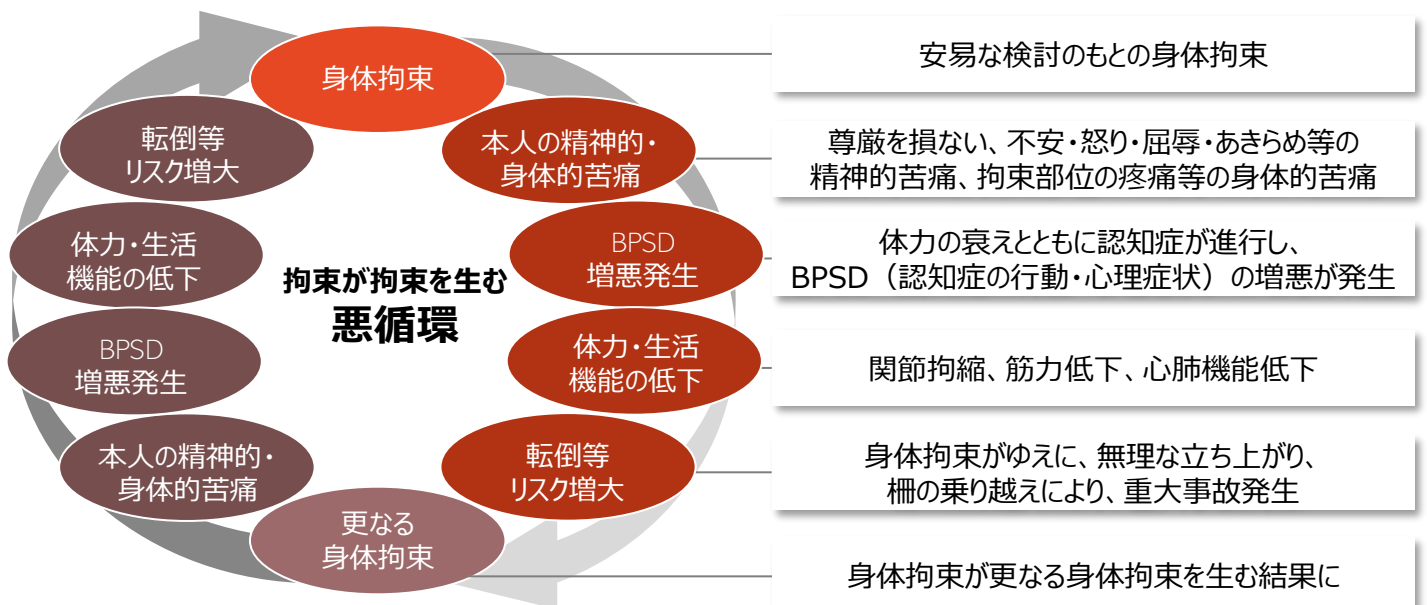 身体拘束
本人の精神的・
身体的苦痛
BPSD
増悪発生
体力・生活
機能の低下
転倒等
リスク増大
更なる
身体拘束
本人の精神的・
身体的苦痛
BPSD
増悪発生
体力・生活
機能の低下
転倒等
リスク増大
拘束が拘束を生む
悪循環
安易な検討のもとの身体拘束
尊厳を損ない、不安・怒り・屈辱・あきらめ等の
精神的苦痛、拘束部位の疼痛等の身体的苦痛
体力の衰えとともに認知症が進行し、
BPSD（認知症の行動・心理症状）の増悪が発生
関節拘縮、筋力低下、心肺機能低下
身体拘束がゆえに、無理な立ち上がり、
柵の乗り越えにより、重大事故発生
身体拘束が更なる身体拘束を生む結果に